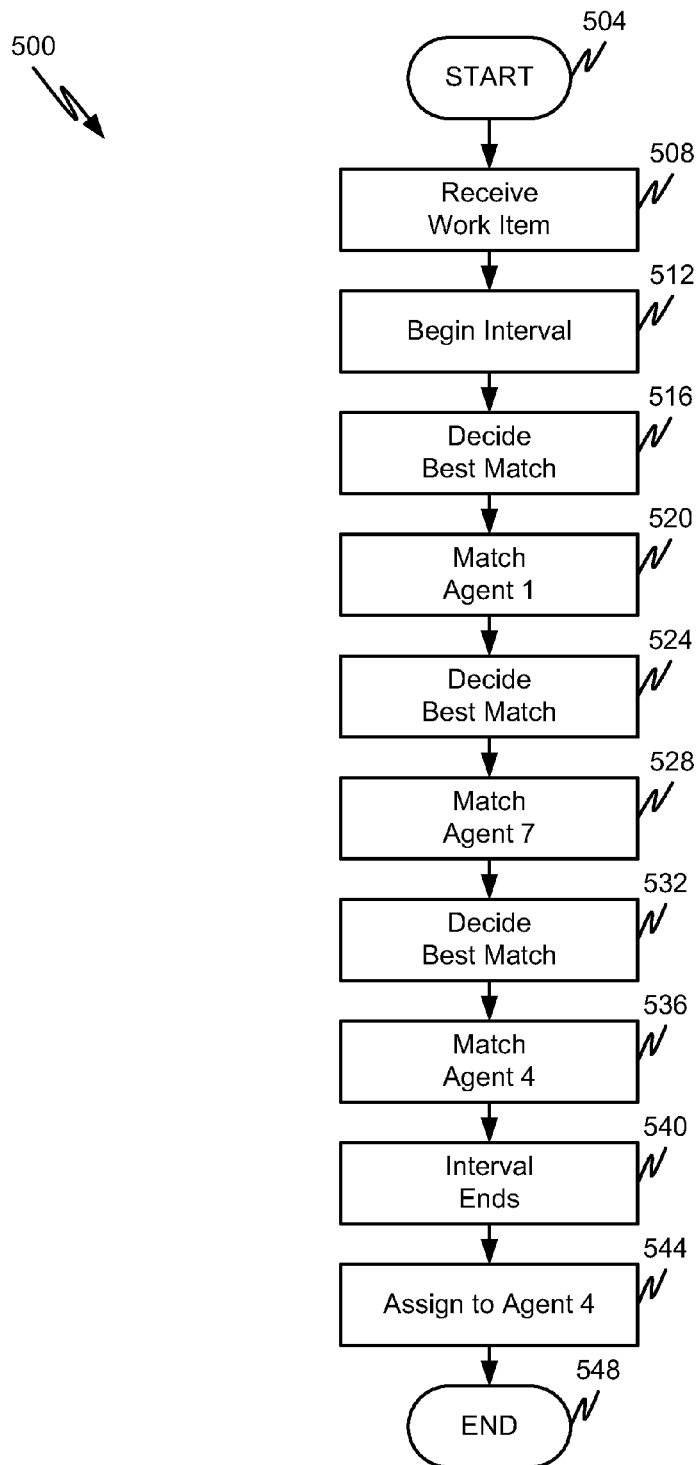 500
504
START
508
Receive
Work Item
512
Begin Interval
516
Decide
Best Match
520
Match
Agent 1
524
Decide
Best Match
528
Match
Agent 7
532
Decide
Best Match
536
Match
Agent 4
540
Interval
Ends
544
Assign to Agent 4
548
END